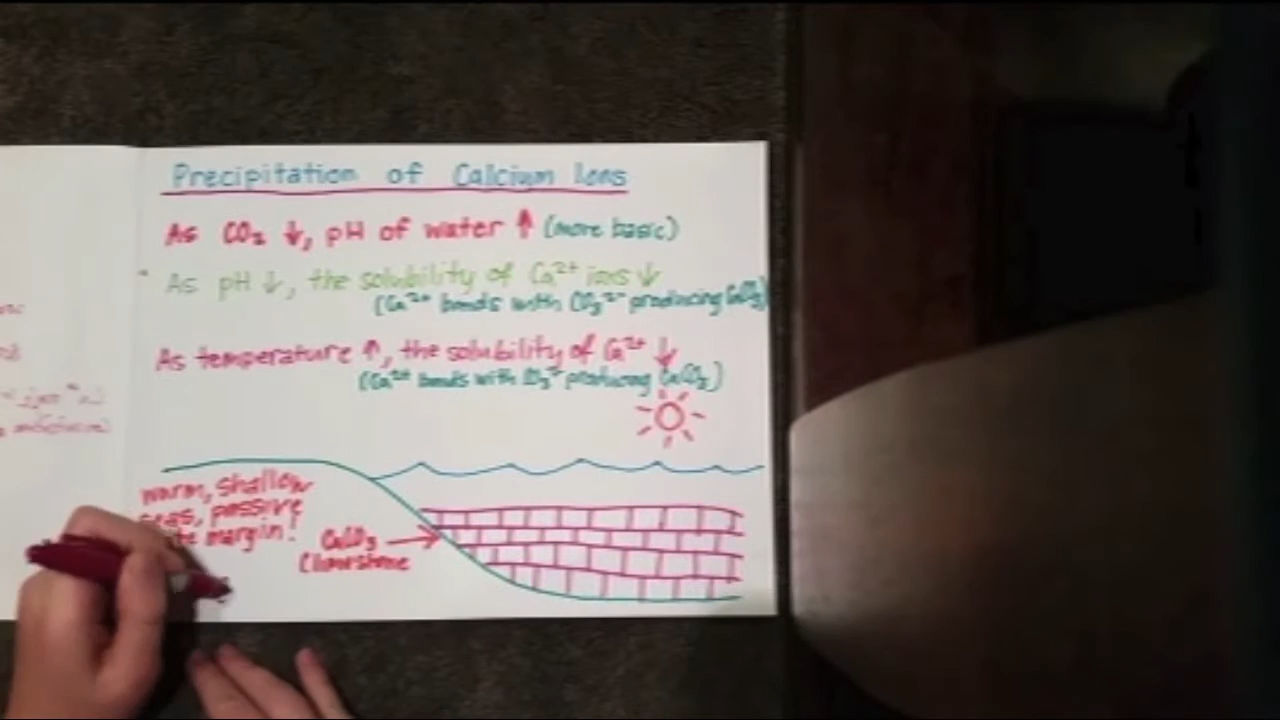 Precipitation of Calcium Ions
As CO₂ ↓, pH of water ↑ (more basic)
As pH ↓, the solubility of Ca²⁺ ions ↓
(Ca²⁺ bonds with CO₃²⁻ producing CaCO₃)
As temperature ↑, the solubility of Ca²⁺ ↓
(Ca²⁺ bonds with CO₃²⁻ producing CaCO₃)
warm, shallow
seas, passive
margin!
CaCO₃